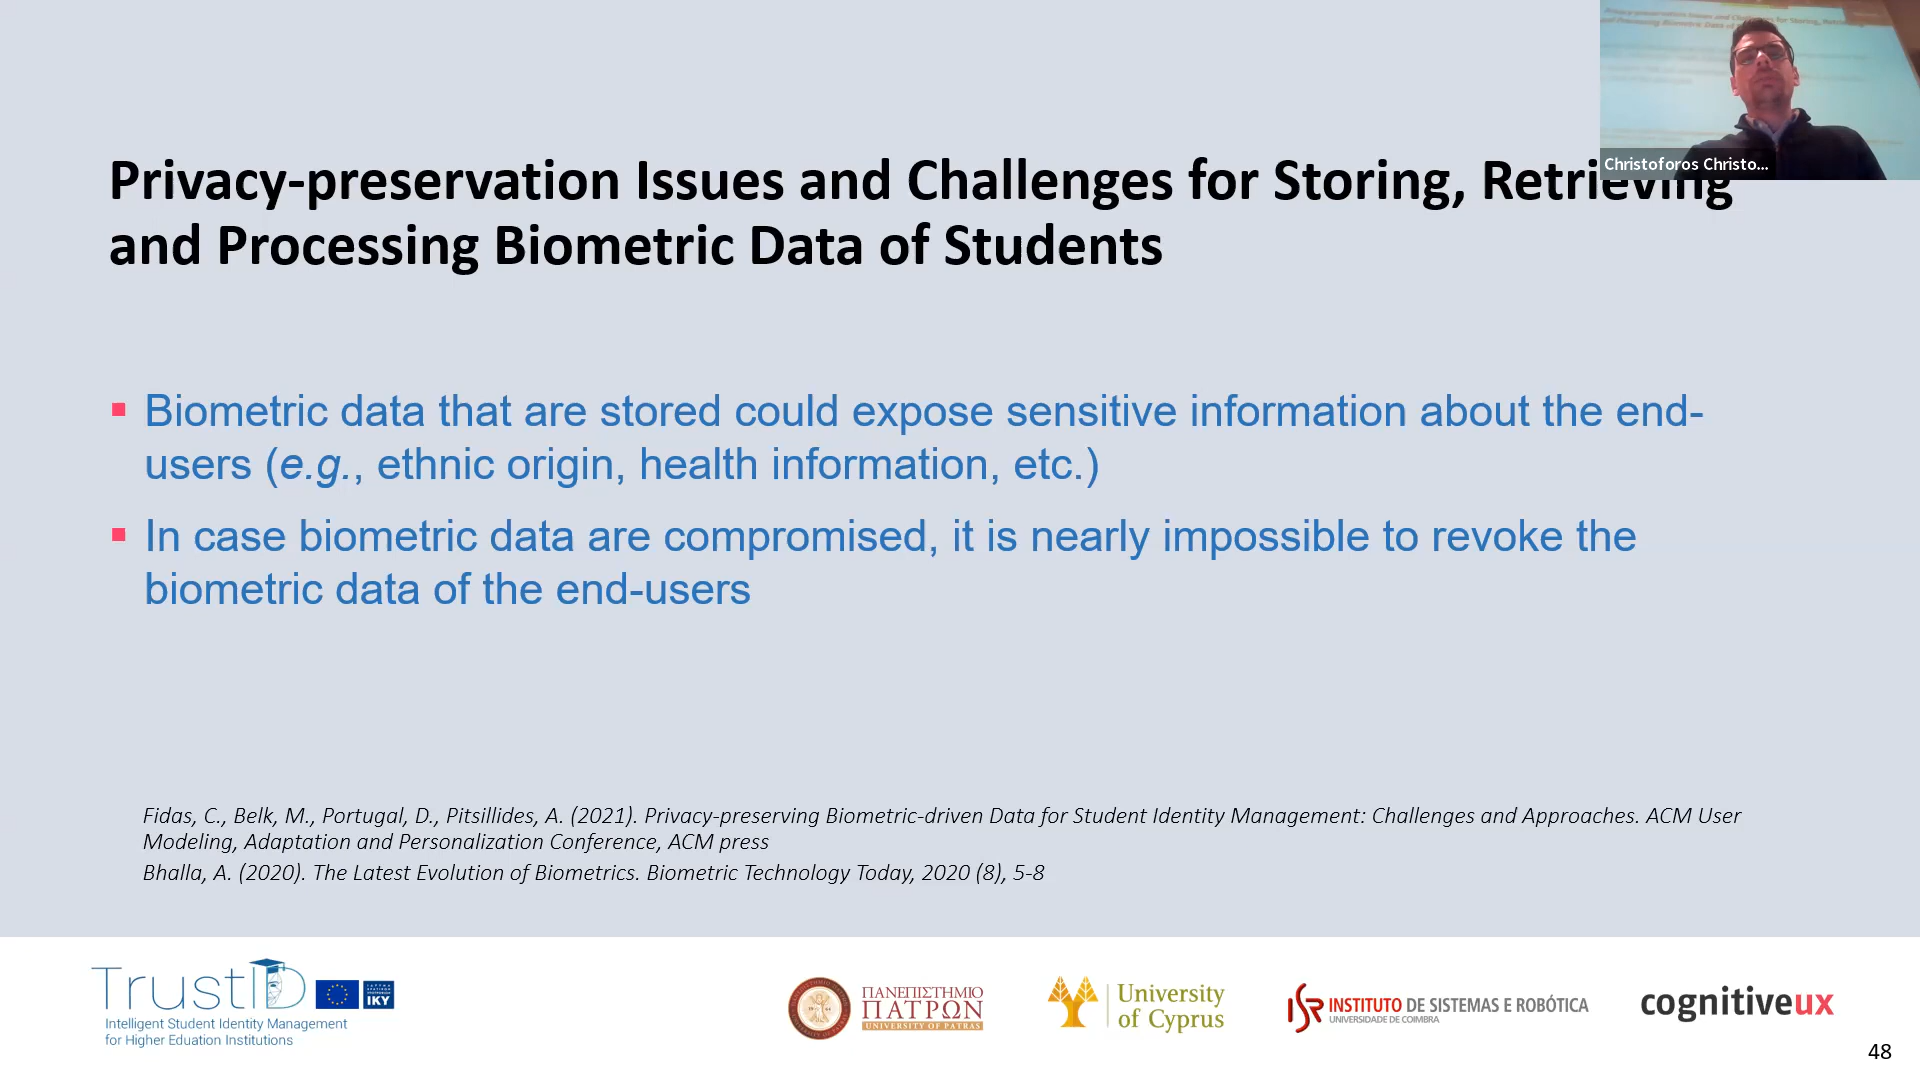 Christoforos Christo...
Privacy-preservation Issues and Challenges for Storing, Retrieving
and Processing Biometric Data of Students
Biometric data that are stored could expose sensitive information about the end-
users (e.g., ethnic origin, health information, etc.)
In case biometric data are compromised, it is nearly impossible to revoke the
biometric data of the end-users
Fidas, C., Belk, M., Portugal, D., Pitsillides, A. (2021). Privacy-preserving Biometric-driven Data for Student Identity Management: Challenges and Approaches. ACM User
Modeling, Adaptation and Personalization Conference, ACM press
Bhalla, A. (2020). The Latest Evolution of Biometrics. Biometric Technology Today, 2020 (8), 5-8
TrustID
IKY
Intelligent Student Identity Management
for Higher Eduation Institutions
ΠΑΝΕΠΙΣΤΗΜΙΟ
ΠΑΤΡΩΝ
UNIVERSITY OF PATRAS
University
of Cyprus
ISR INSTITUTO DE SISTEMAS E ROBÓTICA
UNIVERSIDADE DE COIMBRA
cognitiveux
48